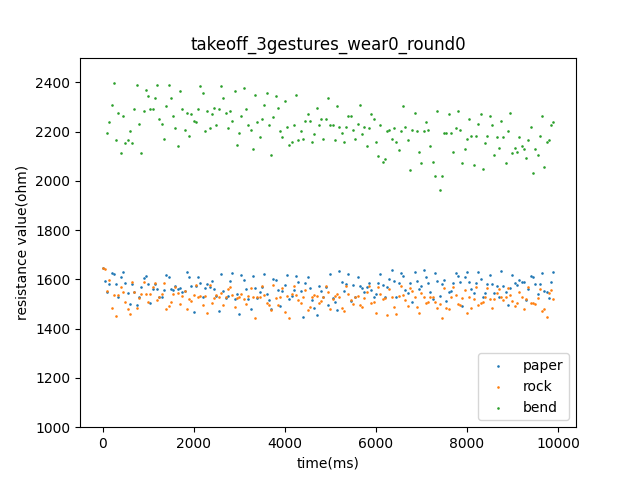 takeoff_3gestures_wear0_round0
resistance value(ohm)
2400
2200
2000
1800
1600
1400
1200
1000
paper
rock
bend
0 2000 4000 6000 8000 10000
time(ms)